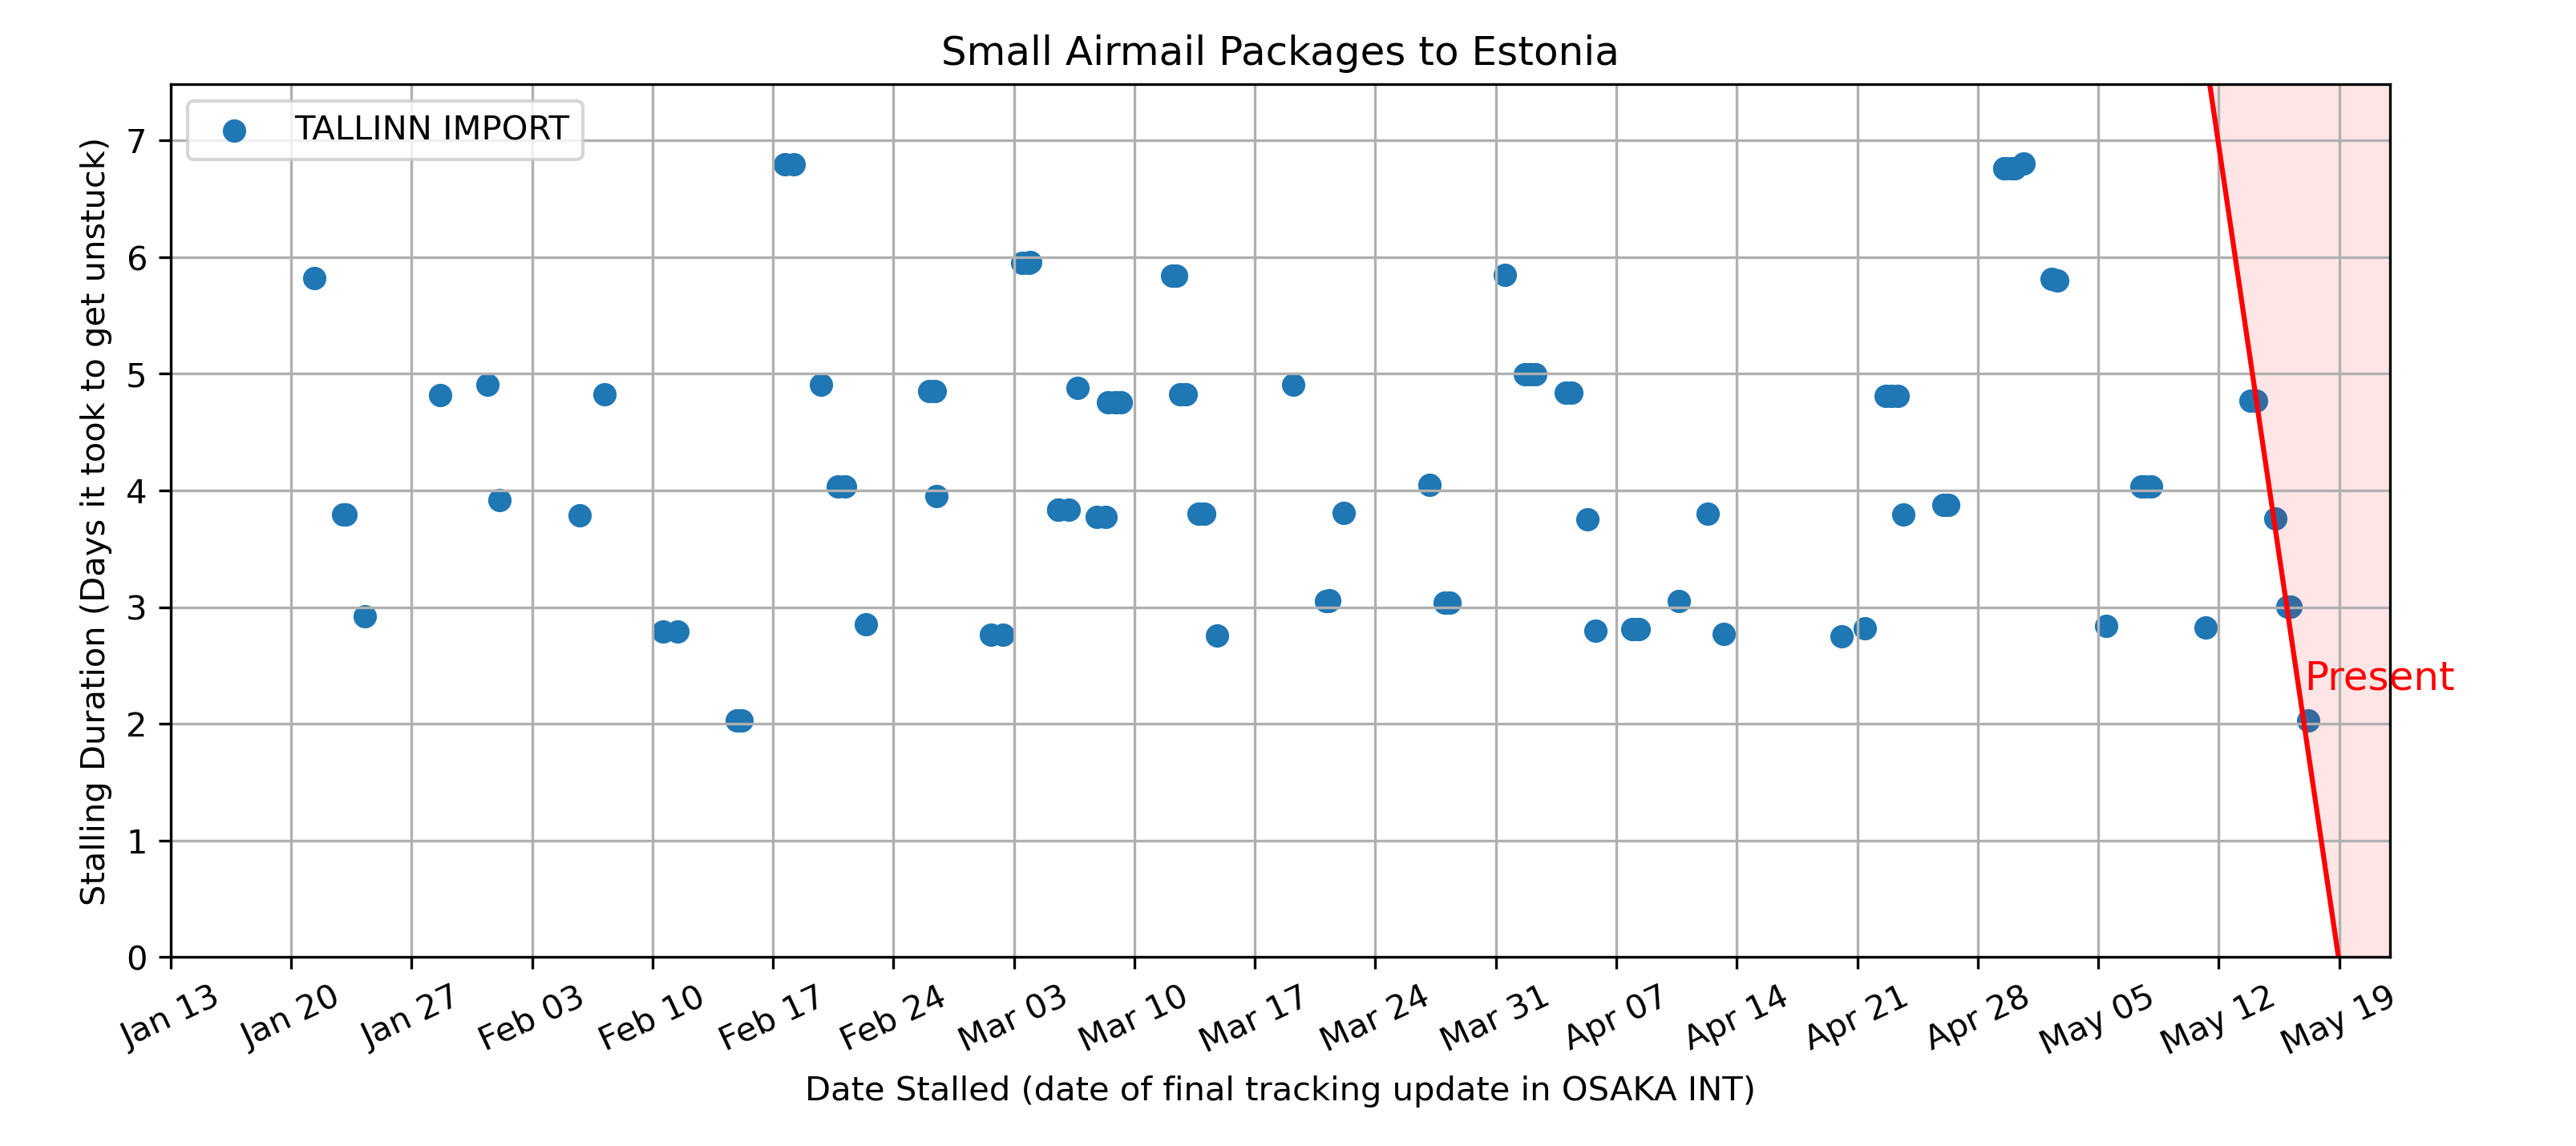 Small Airmail Packages to Estonia
TALLINN IMPORT
Stalling Duration (Days it took to get unstuck)
7
6
5
4
3
2
1
0
Present
Jan 13
Jan 20
Jan 27
Feb 03
Feb 10
Feb 17
Feb 24
Mar 03
Mar 10
Mar 17
Mar 24
Mar 31
Apr 07
Apr 14
Apr 21
Apr 28
May 05
May 12
May 19
Date Stalled (date of final tracking update in OSAKA INT)